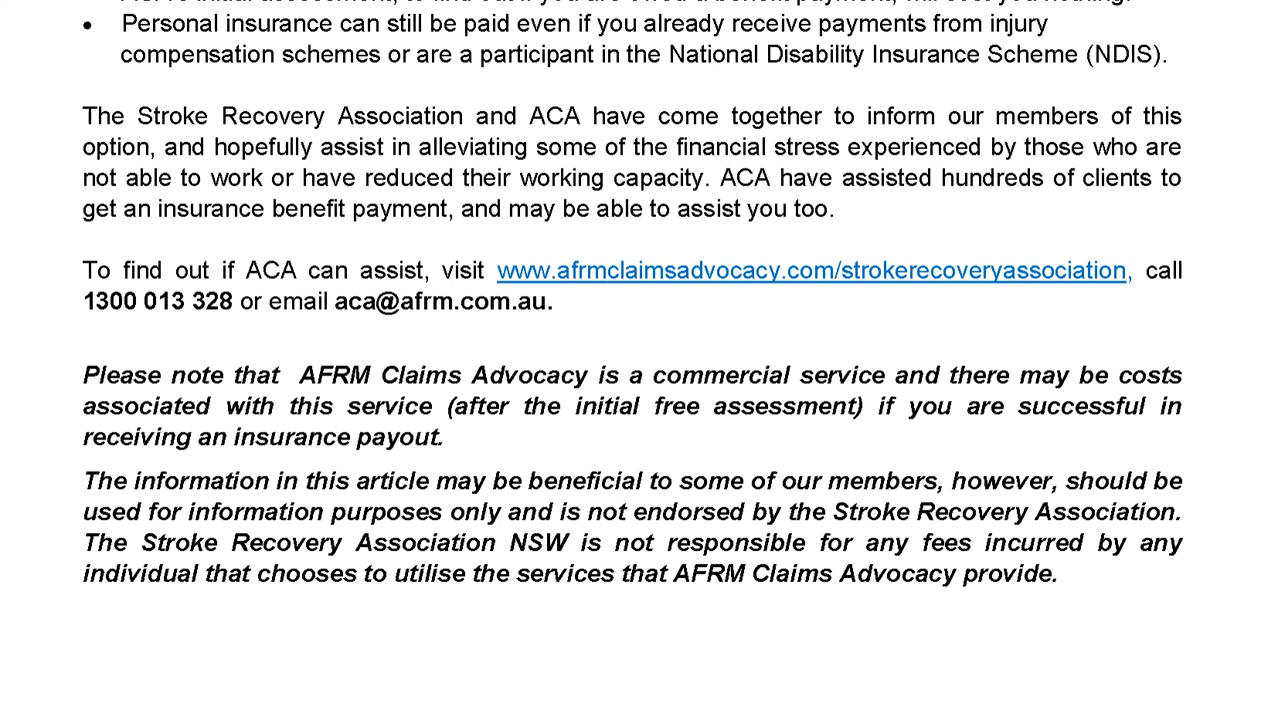 • Personal insurance can still be paid even if you already receive payments from injury
compensation schemes or are a participant in the National Disability Insurance Scheme (NDIS).
The Stroke Recovery Association and ACA have come together to inform our members of this
option, and hopefully assist in alleviating some of the financial stress experienced by those who are
not able to work or have reduced their working capacity. ACA have assisted hundreds of clients to
get an insurance benefit payment, and may be able to assist you too.
To find out if ACA can assist, visit www.afrmclaimsadvocacy.com/strokerecoveryassociation, call
1300 013 328 or email aca@afrm.com.au.
Please note that AFRM Claims Advocacy is a commercial service and there may be costs
associated with this service (after the initial free assessment) if you are successful in
receiving an insurance payout.
The information in this article may be beneficial to some of our members, however, should be
used for information purposes only and is not endorsed by the Stroke Recovery Association.
The Stroke Recovery Association NSW is not responsible for any fees incurred by any
individual that chooses to utilise the services that AFRM Claims Advocacy provide.